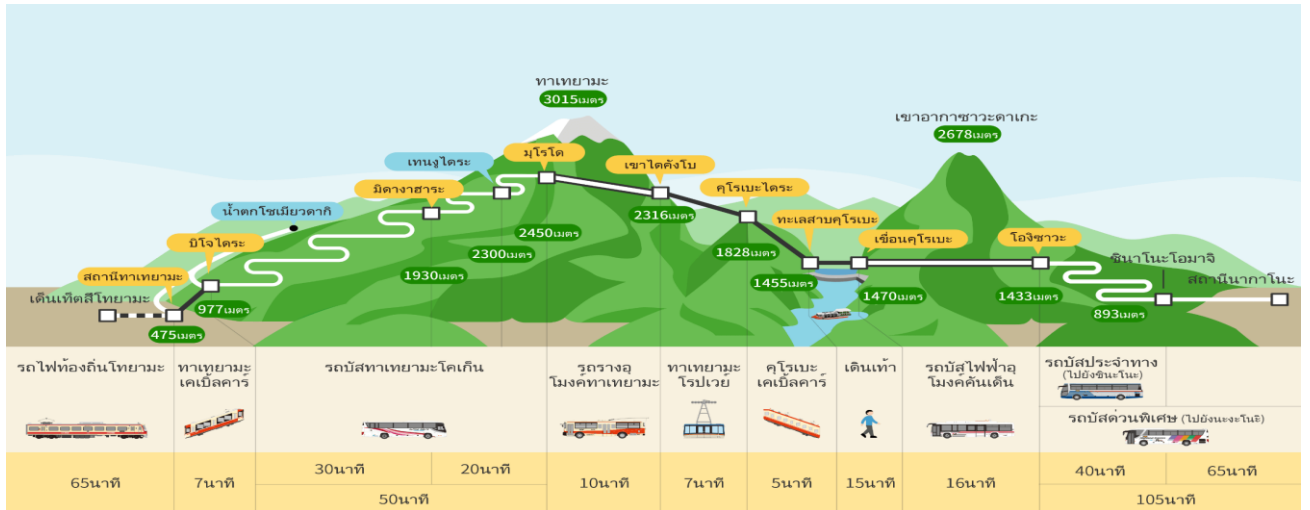 ทาเทยามะ
3015เมตร
เขาอากาซาวะดาเกะ
2678เมตร
เทนงูไดระ
มุโรโด
เขาไดคังโบ
มิดางาฮาระ
คุโรเบะไดระ
น้ำตกโชเมียวดากิ
2316เมตร
ทะเลสาบคุโรเบะ
2450เมตร
บิโจไดระ
เขื่อนคุโรเบะ
โองิซาวะ
2300เมตร
1828เมตร
ชินาโนะโอมาจิ
สถานีทาเทยามะ
1930เมตร
1455เมตร
สถานีนากาโนะ
เด็นเท็ตสึโทยามะ
977เมตร
1470เมตร
1433เมตร
893เมตร
475เมตร
รถไฟท้องถิ่นโทยามะ
ทาเทยามะ
เคเบิ้ลคาร์
รถบัสทาเทยามะโคเก็น
รถรางอุ
โมงค์ทาเทยามะ
ทาเทยามะ
โรปเวย์
คุโรเบะ
เคเบิ้ลคาร์
เดินเท้า
รถบัสไฟฟ้าอุ
โมงค์คันเด็น
รถบัสประจำทาง
(ไปยังชินะโนะ)
รถบัสด่วนพิเศษ (ไปยังนะงะโนะ)
65นาที
7นาที
30นาที
20นาที
50นาที
10นาที
7นาที
5นาที
15นาที
16นาที
40นาที
65นาที
105นาที